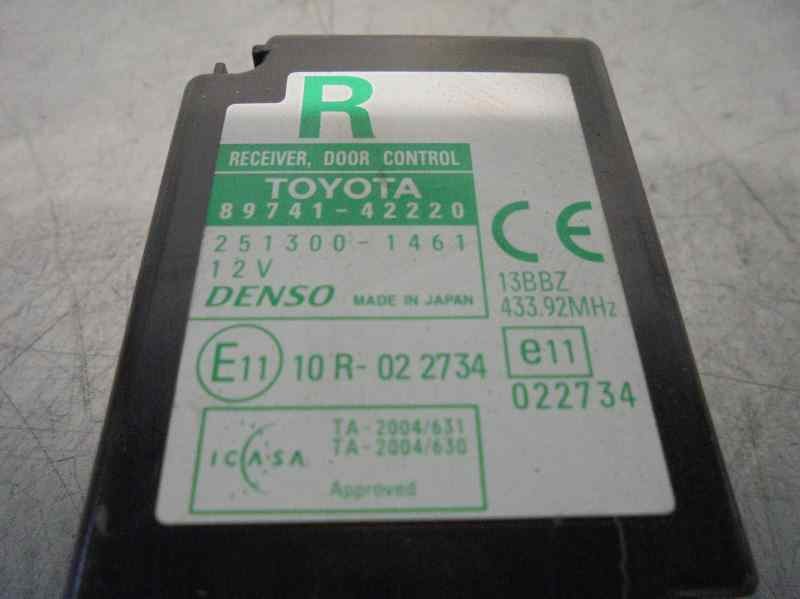 R
RECEIVER, DOOR CONTROL
TOYOTA
89741-42220
251300-1461
12V
DENSO MADE IN JAPAN
CE
13BBZ
433.92MHz
E11 10 R-02 2734
e11
022734
ICASA
TA-2004/631
TA-2004/630
Approved